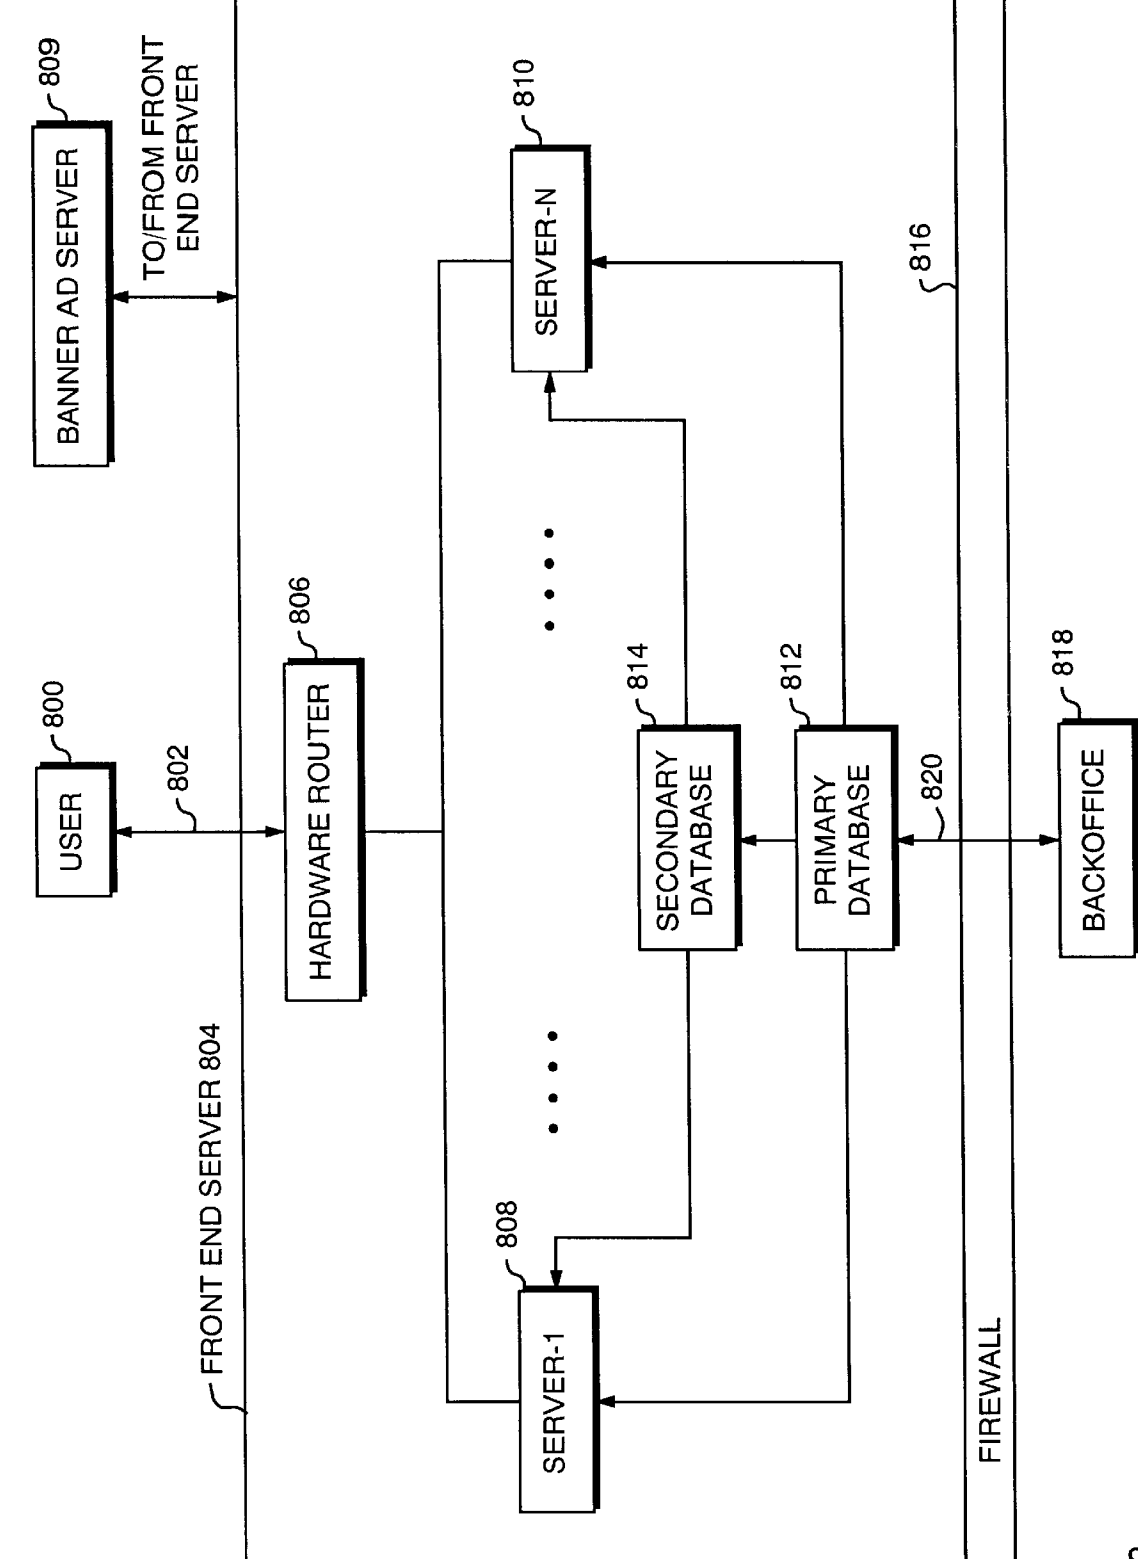 USER
800
802
BANNER AD SERVER
809
TO/FROM FRONT
END SERVER
FRONT END SERVER 804
HARDWARE ROUTER
806
SERVER-1
808
SERVER-N
810
SECONDARY
DATABASE
814
PRIMARY
DATABASE
812
820
816
FIREWALL
BACKOFFICE
818